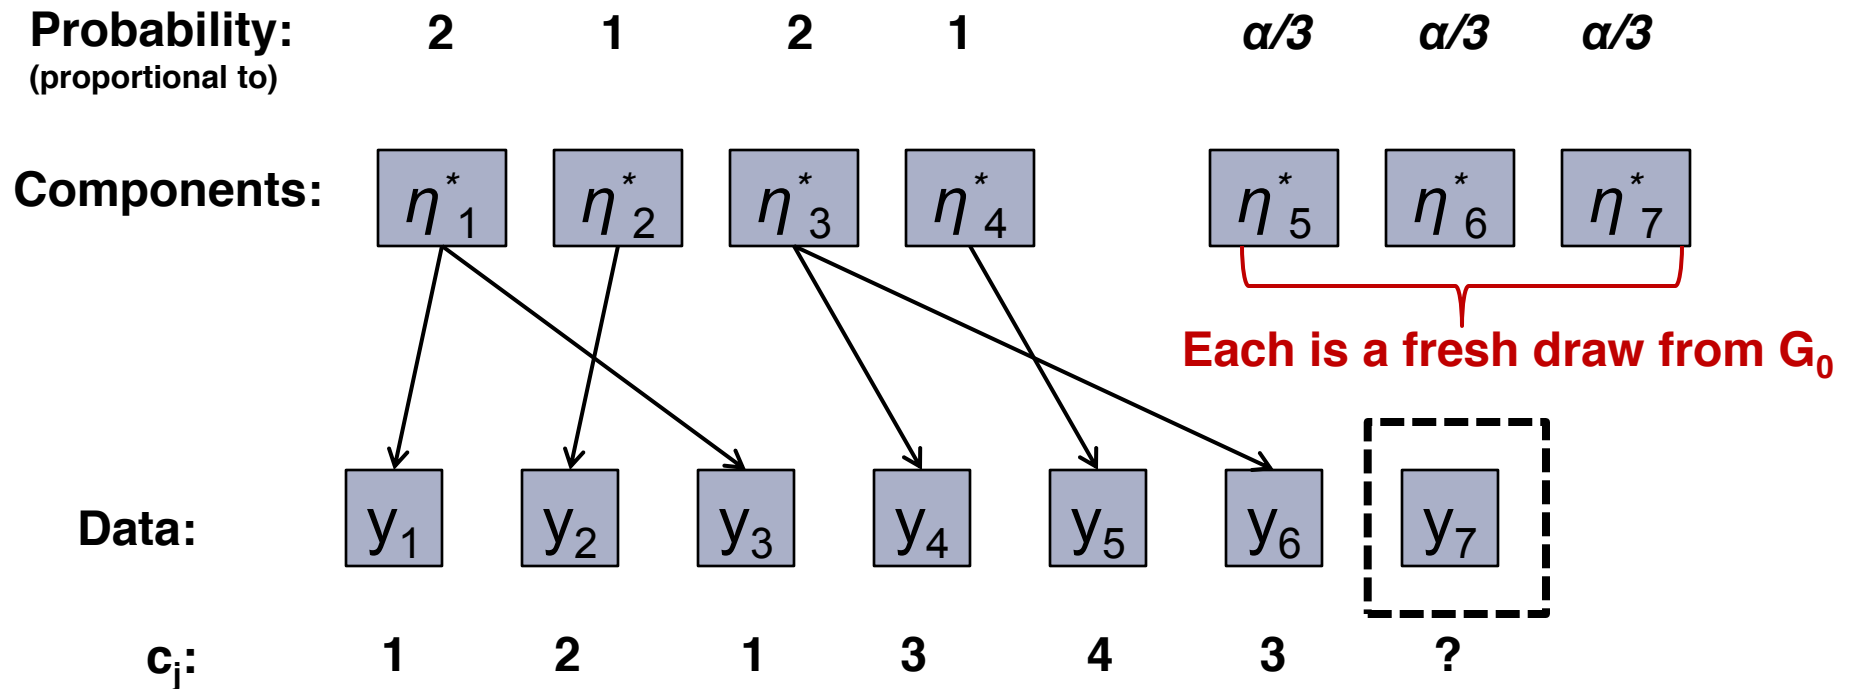 Probability: 2 1 2 1 α/3 α/3 α/3
(proportional to)
Components: η*1 η*2 η*3 η*4 η*5 η*6 η*7
Each is a fresh draw from G0
Data: y1 y2 y3 y4 y5 y6 y7
cj: 1 2 1 3 4 3 ?